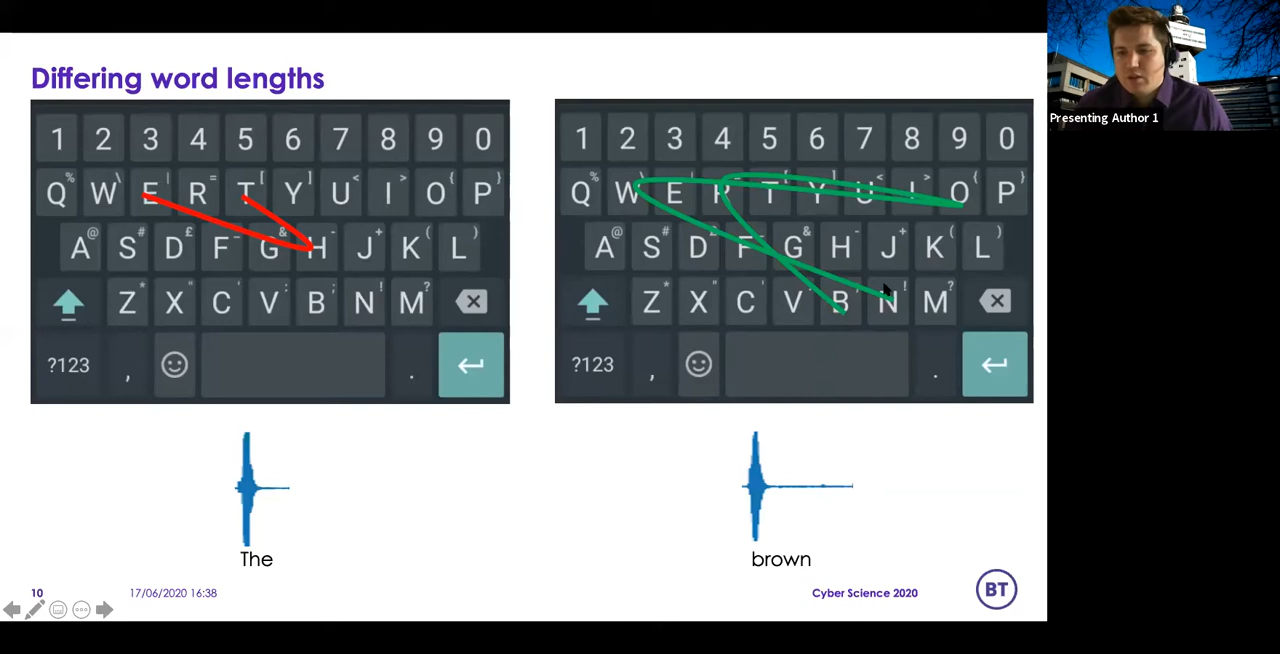 Differing word lengths
1 2 3 4 5 6 7 8 9 0
Q% W\ E| R= T[ Y] U< I> O{ P}
A@ S# D£ F_ G& H- J+ K( L)
Z* X" C' V: B; N! M?
?123 , .
1 2 3 4 5 6 7 8 9 0
Q% W\ E R T Y U< I O{ P}
A@ S# D£ F_ G& H- J+ K( L)
Z* X" C' V: B; N! M?
?123 , .
The
brown
10
17/06/2020 16:38
Cyber Science 2020
BT
Presenting Author 1